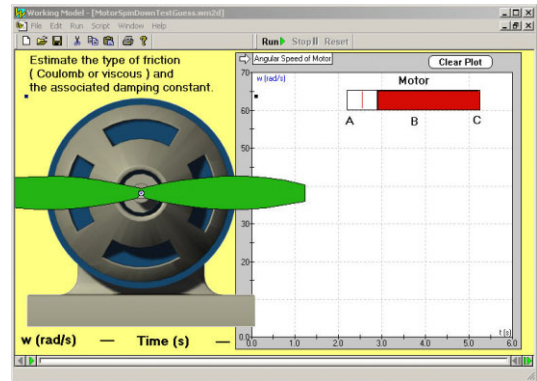 Working Model - [MotorSpinDownTestGuess.wm2d]
File Edit Run Script Window Help
Run Stop Reset
Estimate the type of friction
( Coulomb or viscous ) and
the associated damping constant.
Angular Speed of Motor
Clear Plot
70
w (rad/s)
Motor
A B C
60
50
40
30
20
10
0.0
0.0 1.0 2.0 3.0 4.0 5.0 6.0
t (s)
w (rad/s) — Time (s) —